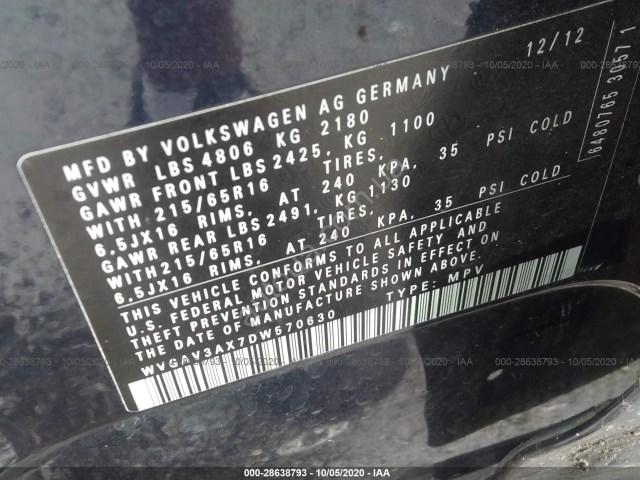 000-28638793 - 10/05/2020 - IAA
12/12
MFD BY VOLKSWAGEN AG GERMANY
GVWR LBS 4806 KG 2180
GAWR FRONT LBS 2425, KG 1100
WITH 215/65R16 TIRES,
6,5JX16 RIMS, AT 240 KPA, 35 PSI COLD
GAWR REAR LBS 2491, KG 1130
WITH 215/65R16 TIRES,
6,5JX16 RIMS, AT 240 KPA, 35 PSI COLD
THIS VEHICLE CONFORMS TO ALL APPLICABLE
U.S. FEDERAL MOTOR VEHICLE SAFETY AND
THEFT PREVENTION STANDARDS IN EFFECT ON
DATE OF MANUFACTURE SHOWN ABOVE.
TYPE: MPV
6480765 30571
000-28638793 - 10/05/2020 - IAA